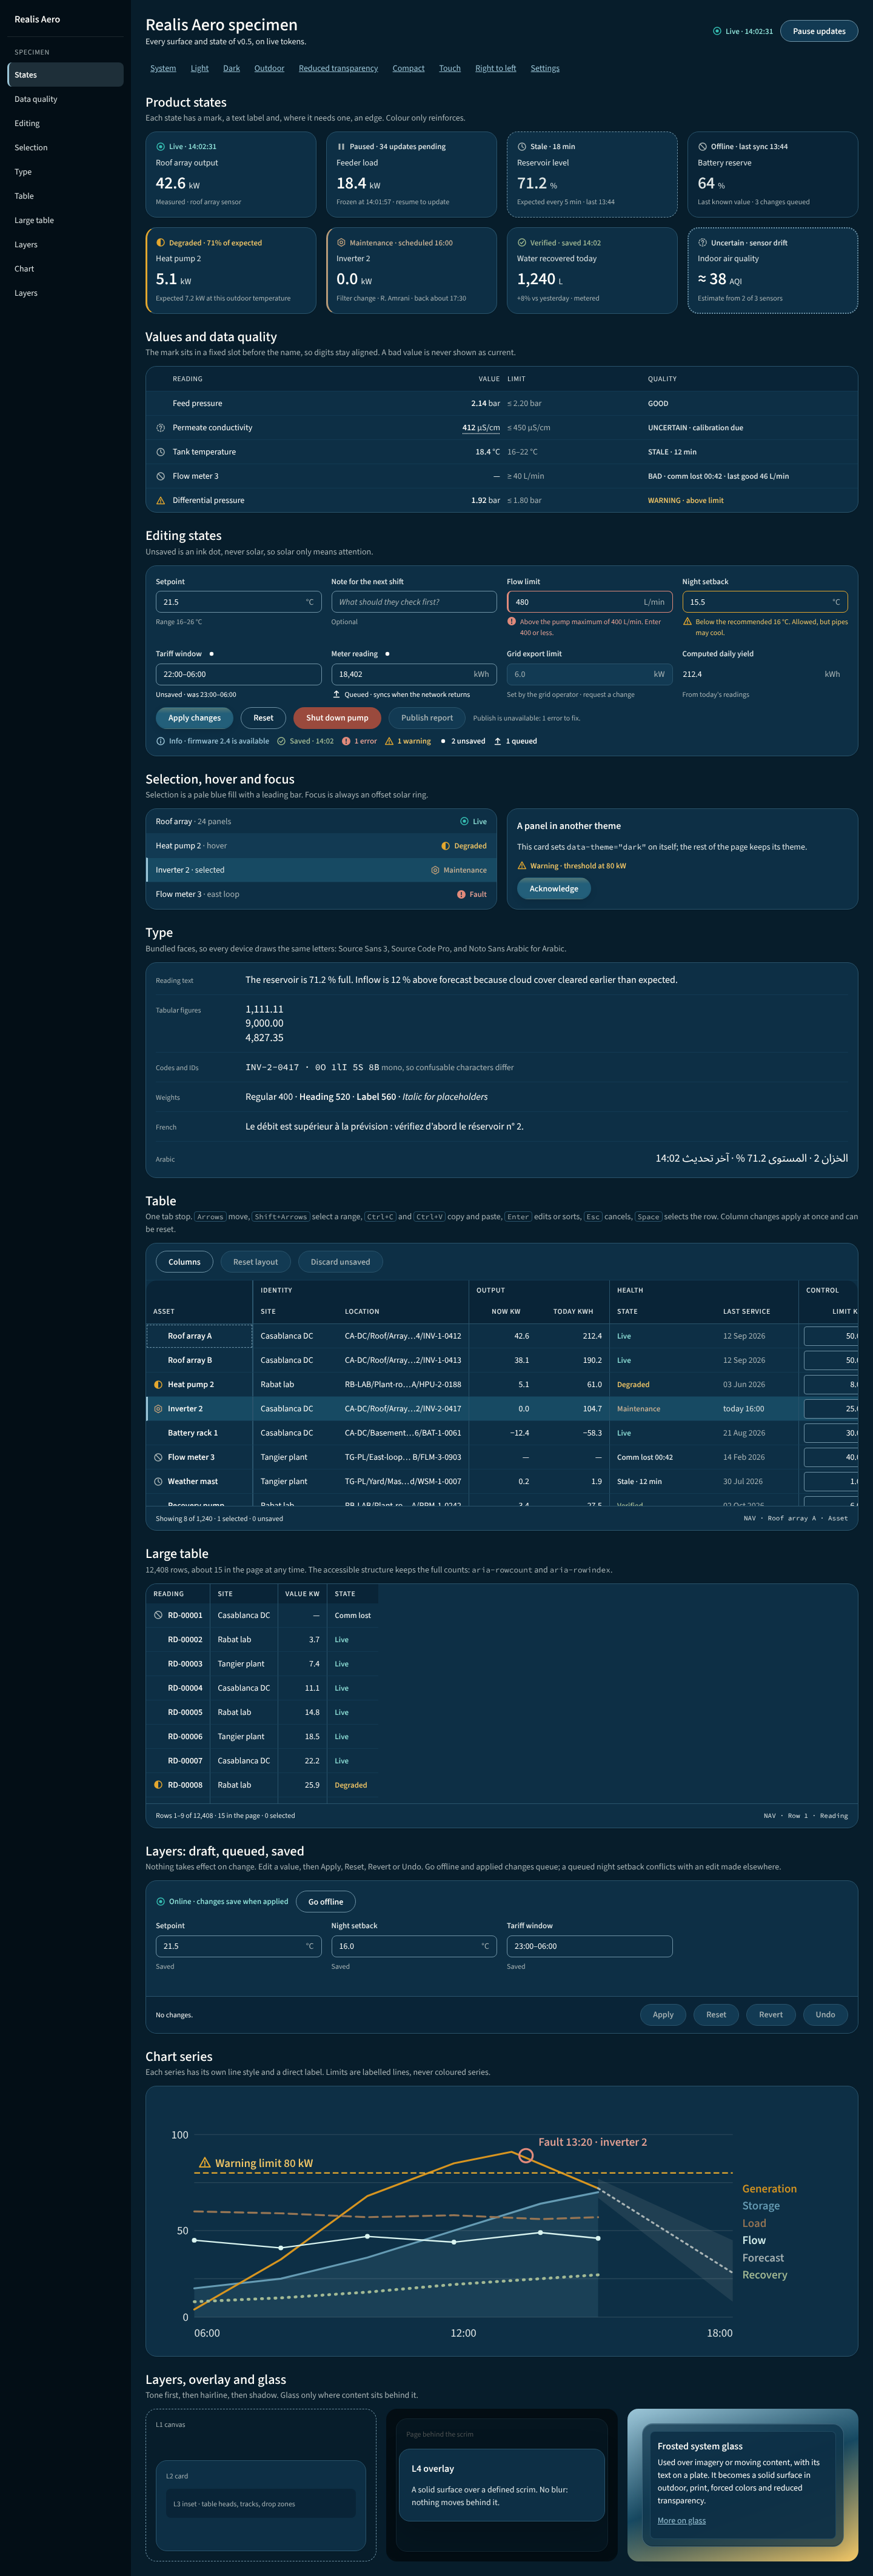 Realis Aero
SPECIMEN
States
Data quality
Editing
Selection
Type
Table
Large table
Layers
Chart
Layers
Realis Aero specimen
Every surface and state of v0.5, on live tokens.
Live · 14:02:31
Pause updates
System Light Dark Outdoor Reduced transparency Compact Touch Right to left Settings
Product states
Each state has a mark, a text label and, where it needs one, an edge. Colour only reinforces.
Live · 14:02:31
Roof array output
42.6 kW
Measured · roof array sensor
Paused · 34 updates pending
Feeder load
18.4 kW
Frozen at 14:01:57 · resume to update
Stale · 18 min
Reservoir level
71.2 %
Expected every 5 min · last 13:44
Offline · last sync 13:44
Battery reserve
64 %
Last known value · 3 changes queued
Degraded · 71% of expected
Heat pump 2
5.1 kW
Expected 7.2 kW at this outdoor temperature
Maintenance · scheduled 16:00
Inverter 2
0.0 kW
Filter change · R. Amrani · back about 17:30
Verified · saved 14:02
Water recovered today
1,240 L
+8% vs yesterday · metered
Uncertain · sensor drift
Indoor air quality
≈ 38 AQI
Estimate from 2 of 3 sensors
Values and data quality
The mark sits in a fixed slot before the name, so digits stay aligned. A bad value is never shown as current.
READING VALUE LIMIT QUALITY
Feed pressure 2.14 bar ≤ 2.20 bar GOOD
Permeate conductivity 412 µS/cm ≤ 450 µS/cm UNCERTAIN · calibration due
Tank temperature 18.4 °C 16–22 °C STALE · 12 min
Flow meter 3 — ≥ 40 L/min BAD · comm lost 00:42 · last good 46 L/min
Differential pressure 1.92 bar ≤ 1.80 bar WARNING · above limit
Editing states
Unsaved is an ink dot, never solar, so solar only means attention.
Setpoint
21.5 °C
Range 16–26 °C
Note for the next shift
What should they check first?
Optional
Flow limit
480 L/min
Above the pump maximum of 400 L/min. Enter
400 or less.
Night setback
15.5 °C
Below the recommended 16 °C. Allowed, but pipes
may cool.
Tariff window
22:00–06:00
Unsaved · was 23:00–06:00
Meter reading
18,402 kWh
Queued · syncs when the network returns
Grid export limit
6.0 kW
Set by the grid operator · request a change
Computed daily yield
212.4 kWh
From today's readings
Apply changes Reset Shut down pump Publish report Publish is unavailable: 1 error to fix.
Info · firmware 2.4 is available Saved · 14:02 1 error 1 warning 2 unsaved 1 queued
Selection, hover and focus
Selection is a pale blue fill with a leading bar. Focus is always an offset solar ring.
Roof array · 24 panels Live
Heat pump 2 · hover Degraded
Inverter 2 · selected Maintenance
Flow meter 3 · east loop Fault
A panel in another theme
This card sets data-theme="dark" on itself; the rest of the page keeps its theme.
Warning · threshold at 80 kW
Acknowledge
Type
Bundled faces, so every device draws the same letters: Source Sans 3, Source Code Pro, and Noto Sans Arabic for Arabic.
Reading text The reservoir is 71.2 % full. Inflow is 12 % above forecast because cloud cover cleared earlier than expected.
Tabular figures 1,111.11
9,000.00
4,827.35
Codes and IDs INV-2-0417 · 0O 1lI 5S 8B mono, so confusable characters differ
Weights Regular 400 · Heading 520 · Label 560 · Italic for placeholders
French Le débit est supérieur à la prévision : vérifiez d’abord le réservoir n° 2.
Arabic الخزان 2 · المستوى 71.2 % · آخر تحديث 14:02
Table
One tab stop. Arrows move, Shift+Arrows select a range, Ctrl+C and Ctrl+V copy and paste, Enter edits or sorts, Esc cancels, Space selects the row. Column changes apply at once and can
be reset.
Columns Reset layout Discard unsaved
IDENTITY OUTPUT HEALTH CONTROL
ASSET SITE LOCATION NOW KW TODAY KWH STATE LAST SERVICE LIMIT K
Roof array A Casablanca DC CA-DC/Roof/Array…4/INV-1-0412 42.6 212.4 Live 12 Sep 2026 50.
Roof array B Casablanca DC CA-DC/Roof/Array…2/INV-1-0413 38.1 190.2 Live 12 Sep 2026 50.
Heat pump 2 Rabat lab RB-LAB/Plant-ro…A/HPU-2-0188 5.1 61.0 Degraded 03 Jun 2026 8.
Inverter 2 Casablanca DC CA-DC/Roof/Array…2/INV-2-0417 0.0 104.7 Maintenance today 16:00 25.
Battery rack 1 Casablanca DC CA-DC/Basement…6/BAT-1-0061 −12.4 −58.3 Live 21 Aug 2026 30.
Flow meter 3 Tangier plant TG-PL/East-loop…B/FLM-3-0903 — — Comm lost 00:42 14 Feb 2026 40.
Weather mast Tangier plant TG-PL/Yard/Mas…d/WSM-1-0007 0.2 1.9 Stale · 12 min 30 Jul 2026 1.
Recovery pump Rabat lab 3.4 27.5 Verified 02 Oct 2026
Showing 8 of 1,240 · 1 selected · 0 unsaved NAV · Roof array A · Asset
Large table
12,408 rows, about 15 in the page at any time. The accessible structure keeps the full counts: aria-rowcount and aria-rowindex.
READING SITE VALUE KW STATE
RD-00001 Casablanca DC — Comm lost
RD-00002 Rabat lab 3.7 Live
RD-00003 Tangier plant 7.4 Live
RD-00004 Casablanca DC 11.1 Live
RD-00005 Rabat lab 14.8 Live
RD-00006 Tangier plant 18.5 Live
RD-00007 Casablanca DC 22.2 Live
RD-00008 Rabat lab 25.9 Degraded
Rows 1–9 of 12,408 · 15 in the page · 0 selected NAV · Row 1 · Reading
Layers: draft, queued, saved
Nothing takes effect on change. Edit a value, then Apply, Reset, Revert or Undo. Go offline and applied changes queue; a queued night setback conflicts with an edit made elsewhere.
Online · changes save when applied Go offline
Setpoint Night setback Tariff window
21.5 °C 16.0 °C 23:00–06:00
Saved Saved Saved
No changes. Apply Reset Revert Undo
Chart series
Each series has its own line style and a direct label. Limits are labelled lines, never coloured series.
100
50
0
Warning limit 80 kW
Fault 13:20 · inverter 2
Generation
Storage
Load
Flow
Forecast
Recovery
06:00 12:00 18:00
Layers, overlay and glass
Tone first, then hairline, then shadow. Glass only where content sits behind it.
L1 canvas
L2 card
L3 inset · table heads, tracks, drop zones
Page behind the scrim
L4 overlay
A solid surface over a defined scrim. No blur:
nothing moves behind it.
Frosted system glass
Used over imagery or moving content, with its
text on a plate. It becomes a solid surface in
outdoor, print, forced colors and reduced
transparency.
More on glass